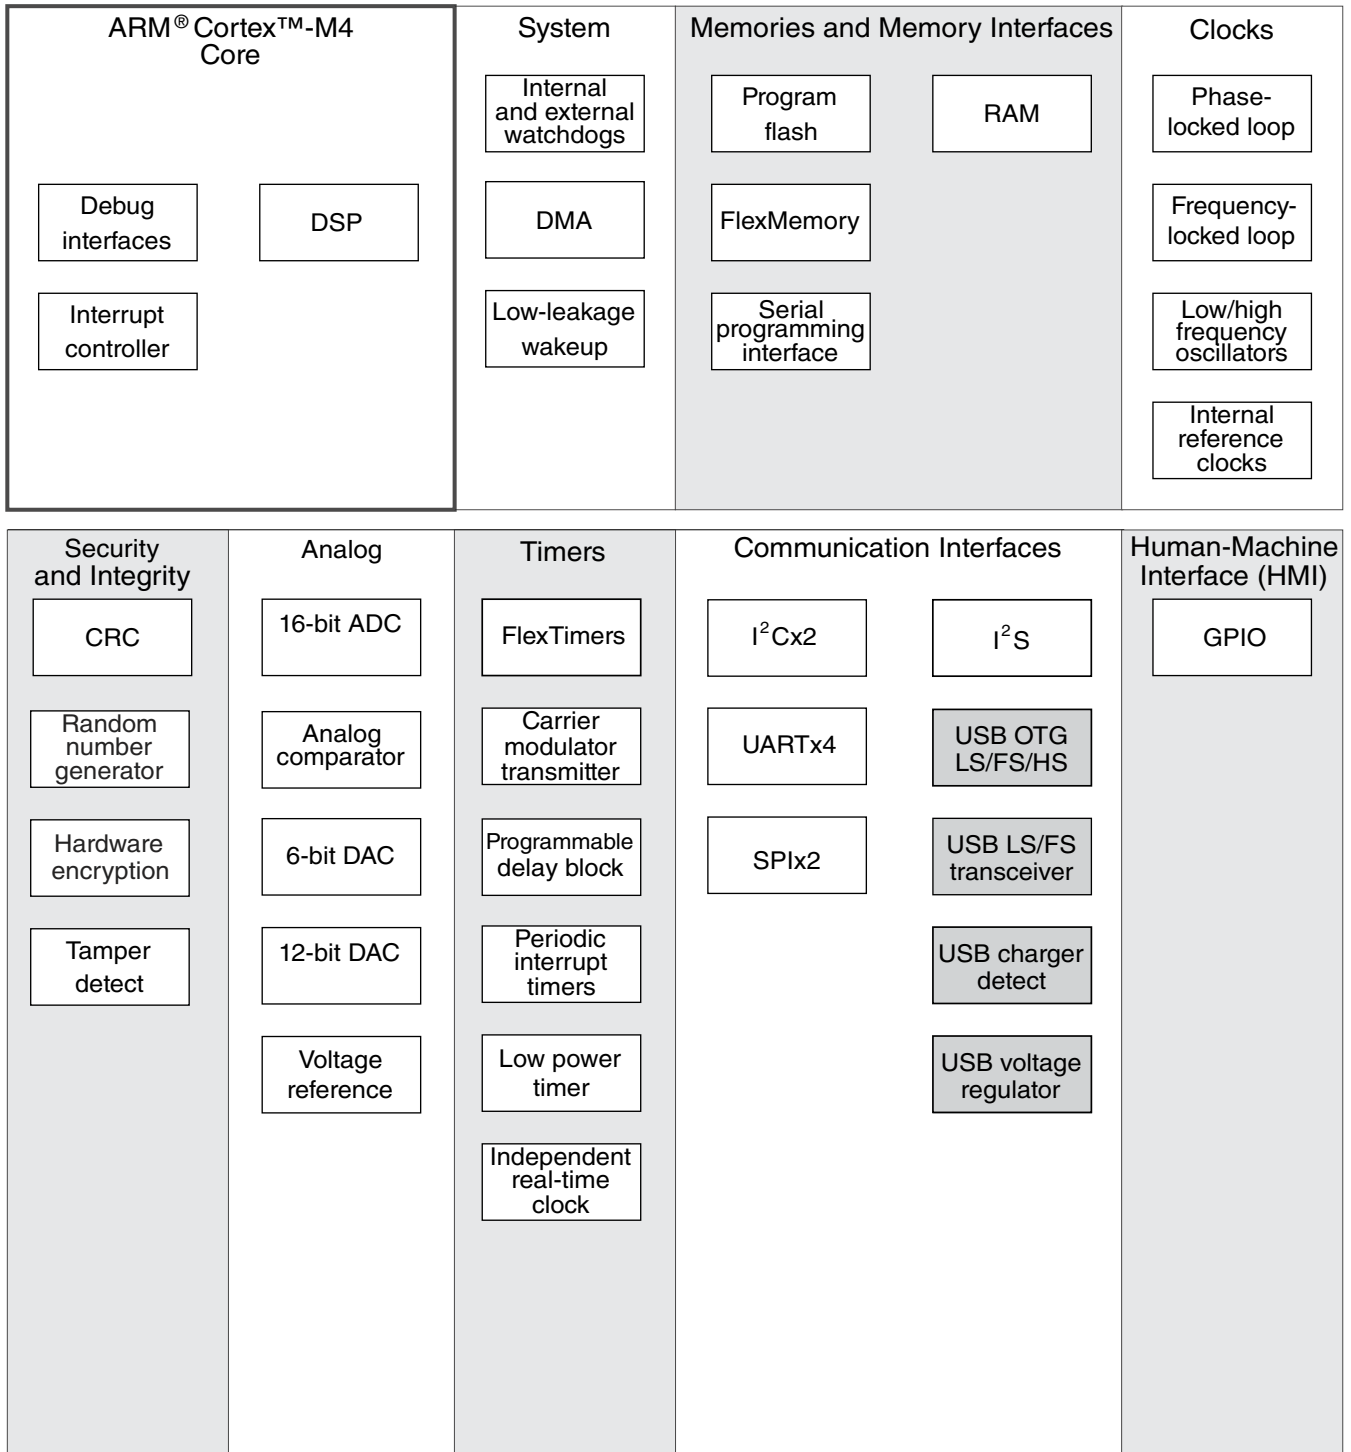 ARM® Cortex™-M4
Core
Debug
interfaces
DSP
Interrupt
controller
System
Internal
and external
watchdogs
DMA
Low-leakage
wakeup
Memories and Memory Interfaces
Program
flash
RAM
FlexMemory
Serial
programming
interface
Clocks
Phase-
locked loop
Frequency-
locked loop
Low/high
frequency
oscillators
Internal
reference
clocks
Security
and Integrity
CRC
Random
number
generator
Hardware
encryption
Tamper
detect
Analog
16-bit ADC
Analog
comparator
6-bit DAC
12-bit DAC
Voltage
reference
Timers
FlexTimers
Carrier
modulator
transmitter
Programmable
delay block
Periodic
interrupt
timers
Low power
timer
Independent
real-time
clock
Communication Interfaces
I²Cx2
UARTx4
SPIx2
I²S
USB OTG
LS/FS/HS
USB LS/FS
transceiver
USB charger
detect
USB voltage
regulator
Human-Machine
Interface (HMI)
GPIO